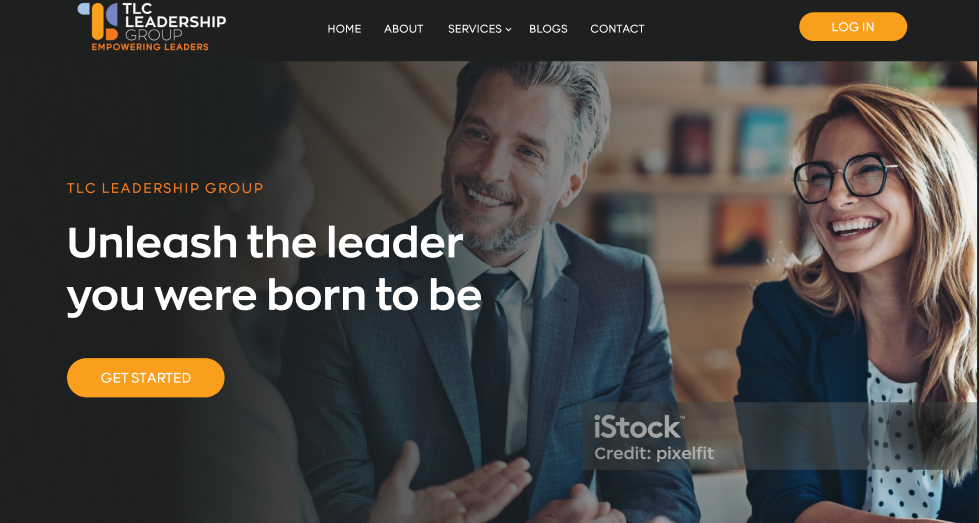 TLC
LEADERSHIP
GROUP
EMPOWERING LEADERS
HOME
ABOUT
SERVICES
BLOGS
CONTACT
LOG IN
TLC LEADERSHIP GROUP
Unleash the leader
you were born to be
GET STARTED
iStock™
Credit: pixelfit